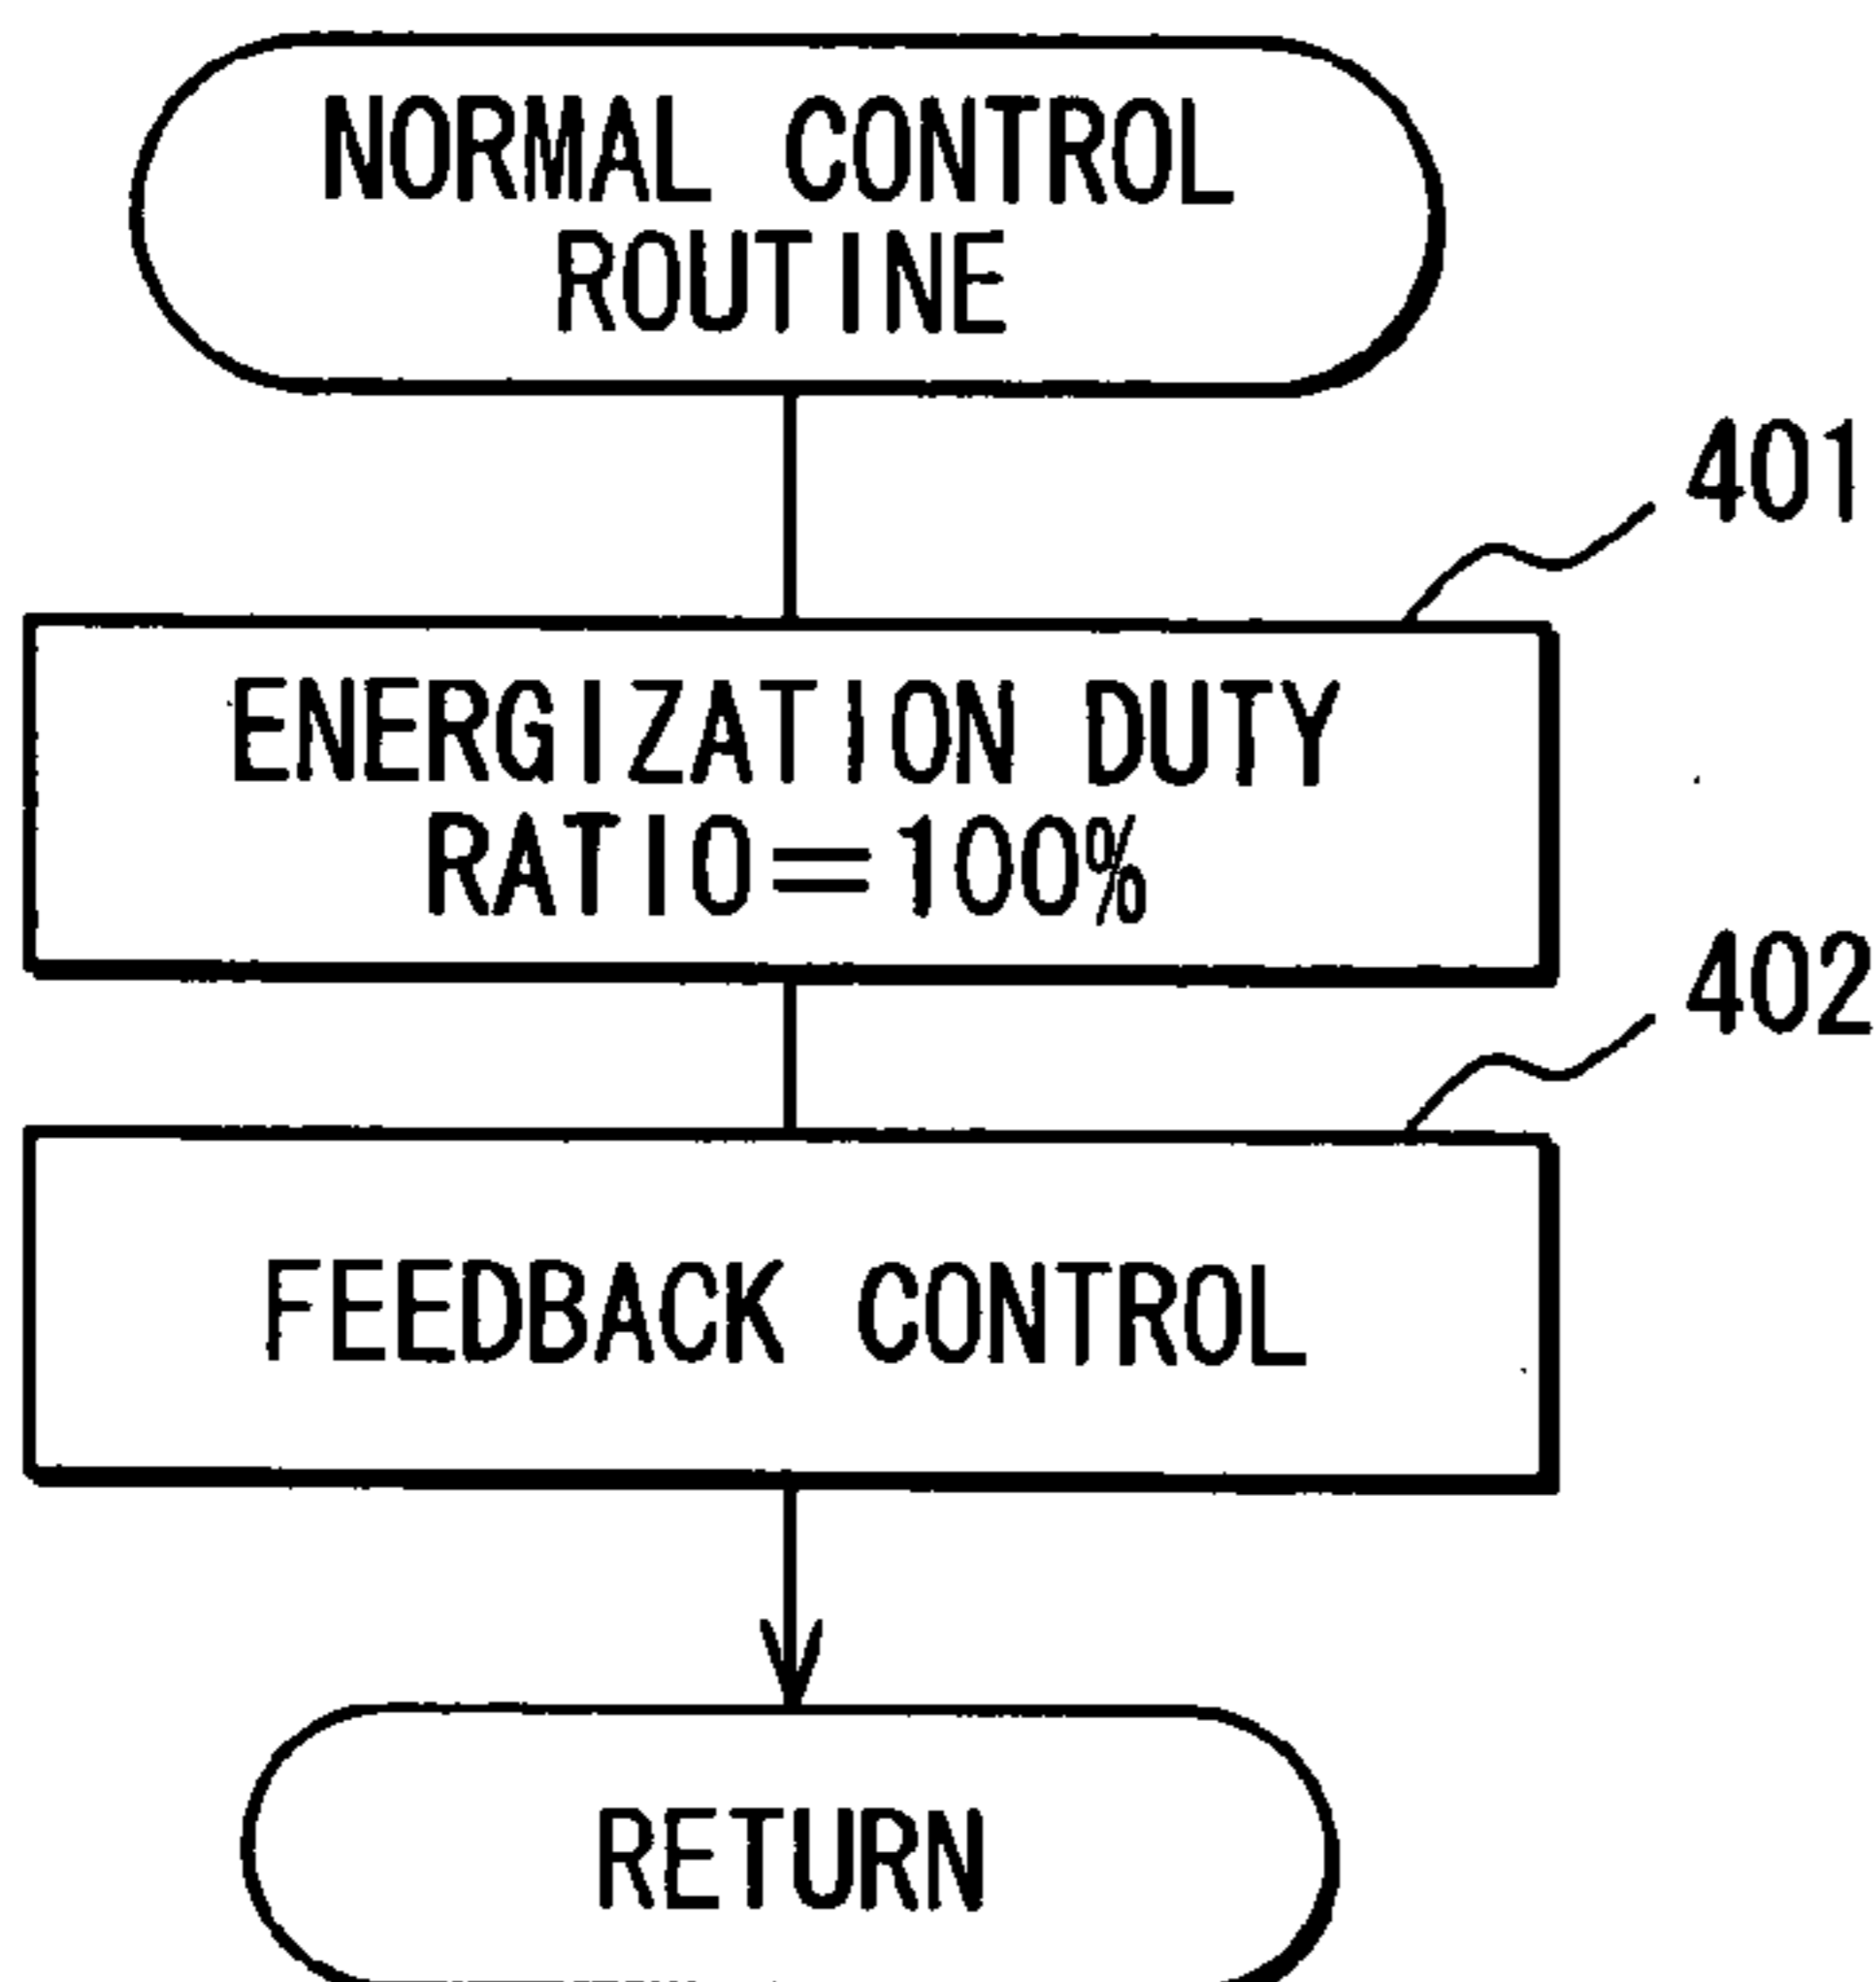 NORMAL CONTROL
ROUTINE
401
ENERGIZATION DUTY
RATIO=100%
402
FEEDBACK CONTROL
RETURN